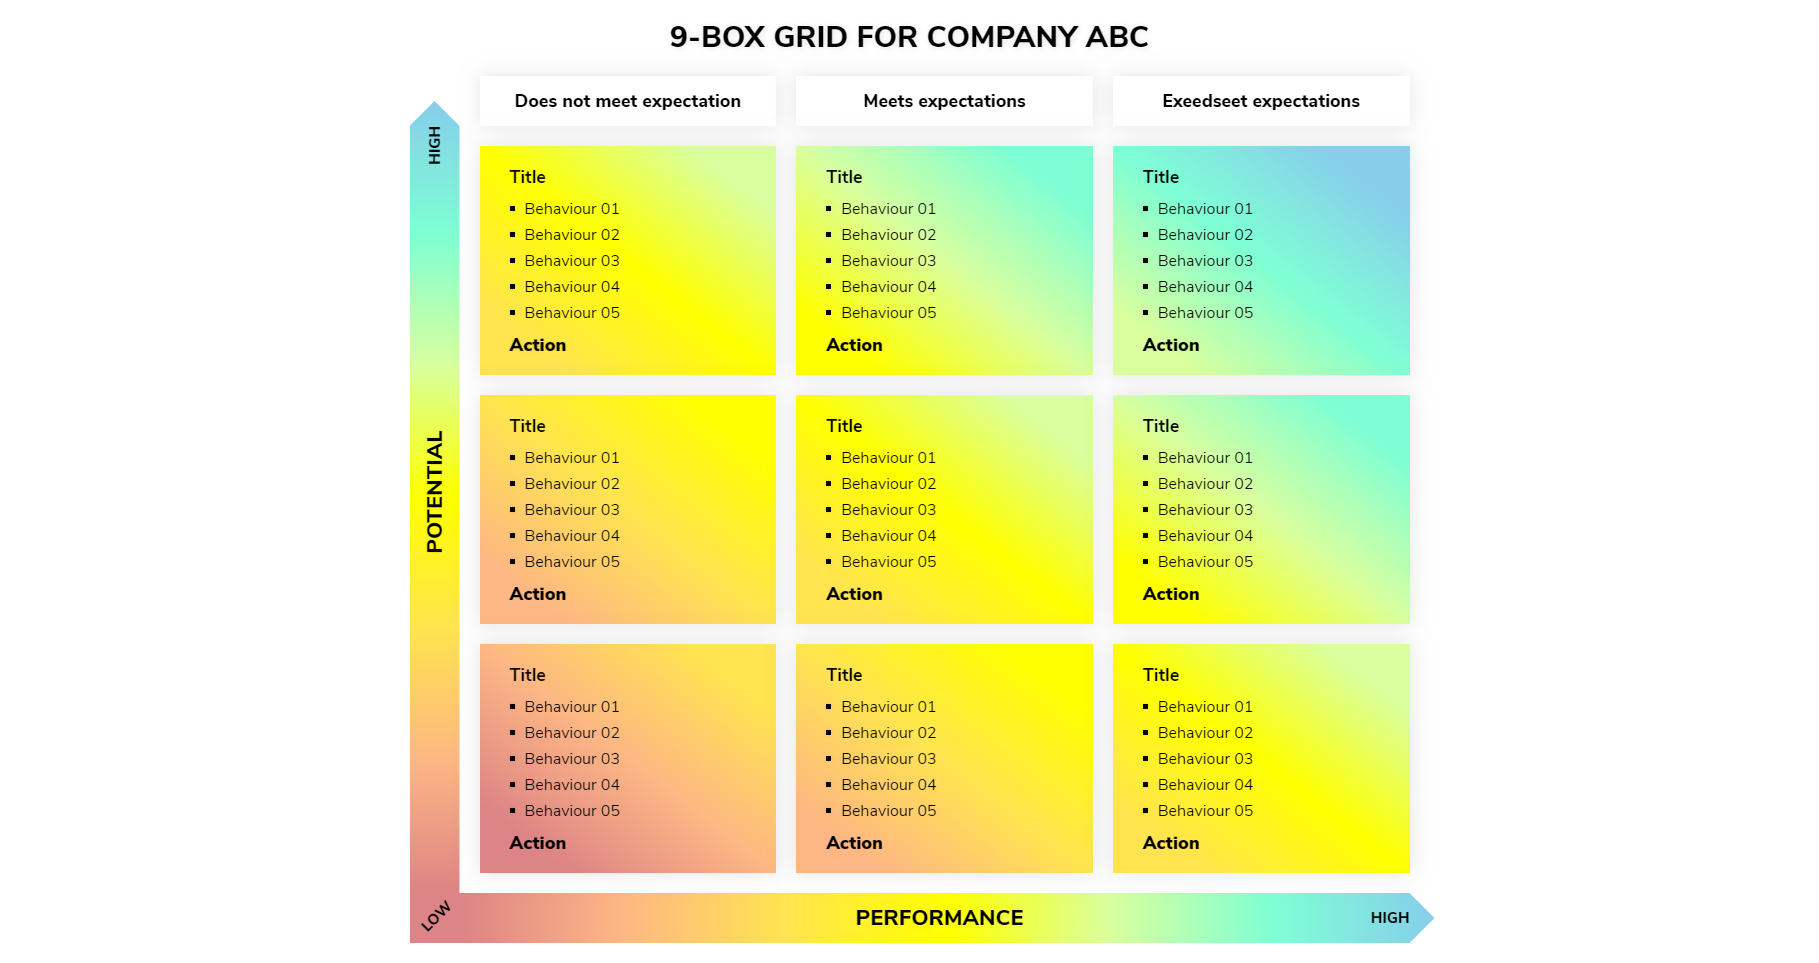 9-BOX GRID FOR COMPANY ABC
Does not meet expectation
Meets expectations
Exeedseet expectations
HIGH
POTENTIAL
Title
Behaviour 01
Behaviour 02
Behaviour 03
Behaviour 04
Behaviour 05
Action
Title
Behaviour 01
Behaviour 02
Behaviour 03
Behaviour 04
Behaviour 05
Action
Title
Behaviour 01
Behaviour 02
Behaviour 03
Behaviour 04
Behaviour 05
Action
Title
Behaviour 01
Behaviour 02
Behaviour 03
Behaviour 04
Behaviour 05
Action
Title
Behaviour 01
Behaviour 02
Behaviour 03
Behaviour 04
Behaviour 05
Action
Title
Behaviour 01
Behaviour 02
Behaviour 03
Behaviour 04
Behaviour 05
Action
Title
Behaviour 01
Behaviour 02
Behaviour 03
Behaviour 04
Behaviour 05
Action
Title
Behaviour 01
Behaviour 02
Behaviour 03
Behaviour 04
Behaviour 05
Action
Title
Behaviour 01
Behaviour 02
Behaviour 03
Behaviour 04
Behaviour 05
Action
LOW
PERFORMANCE
HIGH